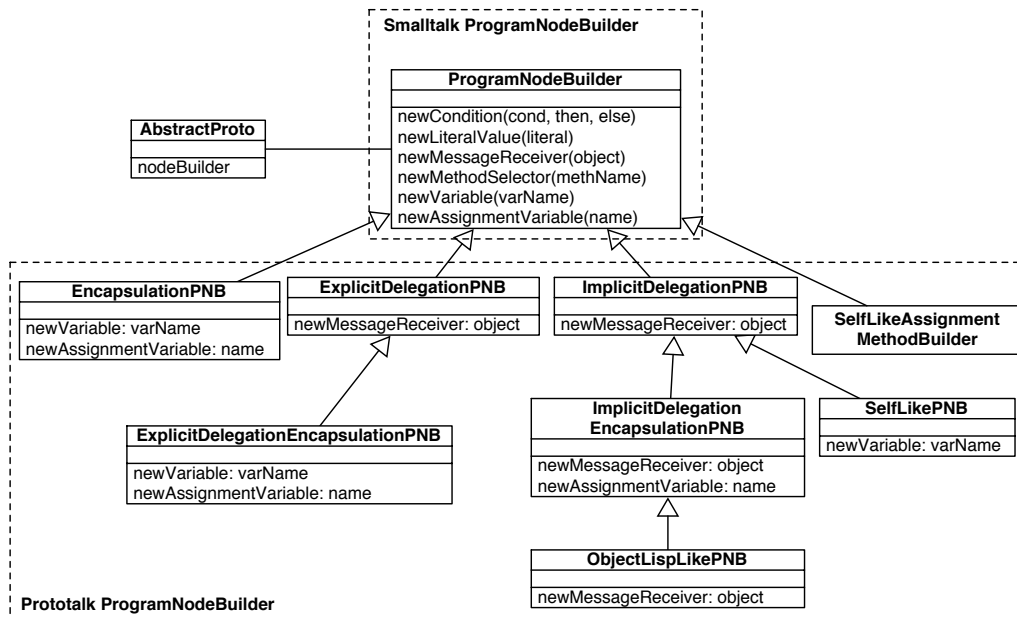 Smalltalk ProgramNodeBuilder
ProgramNodeBuilder
newCondition(cond, then, else)
newLiteralValue(literal)
newMessageReceiver(object)
newMethodSelector(methName)
newVariable(varName)
newAssignmentVariable(name)
AbstractProto
nodeBuilder
EncapsulationPNB
newVariable: varName
newAssignmentVariable: name
ExplicitDelegationPNB
newMessageReceiver: object
ImplicitDelegationPNB
newMessageReceiver: object
SelfLikeAssignment
MethodBuilder
ExplicitDelegationEncapsulationPNB
newVariable: varName
newAssignmentVariable: name
ImplicitDelegation
EncapsulationPNB
newMessageReceiver: object
newAssignmentVariable: name
SelfLikePNB
newVariable: varName
ObjectLispLikePNB
newMessageReceiver: object
Prototalk ProgramNodeBuilder